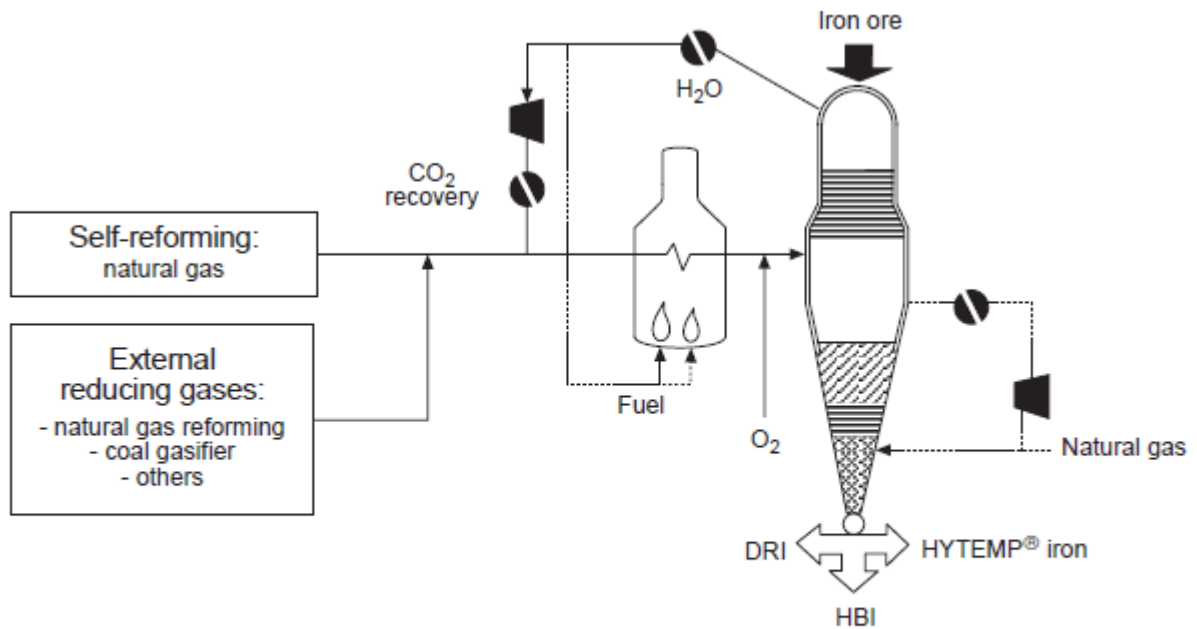 Iron ore
H₂O
CO₂
recovery
Self-reforming:
natural gas
External
reducing gases:
- natural gas reforming
- coal gasifier
- others
Fuel
O₂
Natural gas
DRI
HYTEMP® iron
HBI